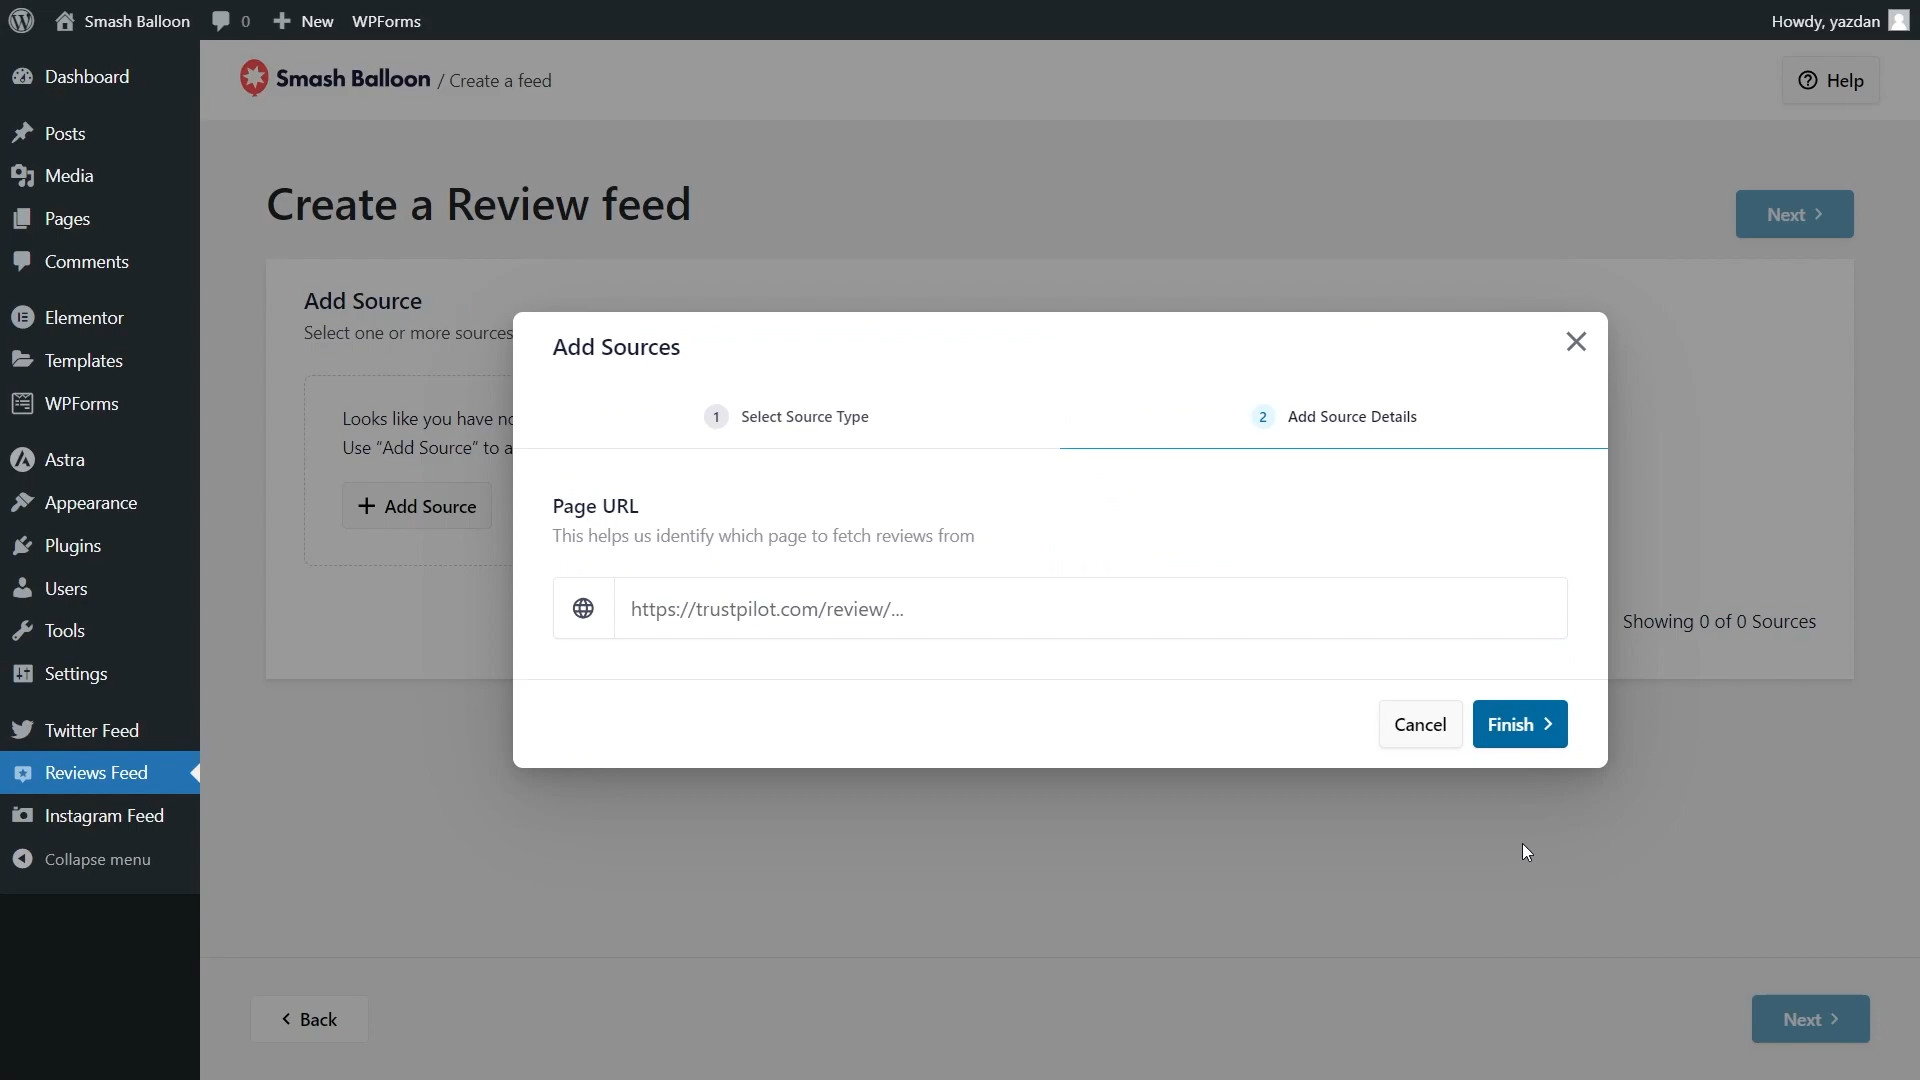 Smash Balloon
0
New
WPForms
Howdy, yazdan
Dashboard
Posts
Media
Pages
Comments
Elementor
Templates
WPForms
Astra
Appearance
Plugins
Users
Tools
Settings
Twitter Feed
Reviews Feed
Instagram Feed
Collapse menu
Smash Balloon / Create a feed
Help
Create a Review feed
Next
Add Source
Select one or more sources
Looks like you have
Use “Add Source” to
Add Source
Showing 0 of 0 Sources
Add Sources
1 Select Source Type
2 Add Source Details
Page URL
This helps us identify which page to fetch reviews from
https://trustpilot.com/review/...
Cancel
Finish
Back
Next